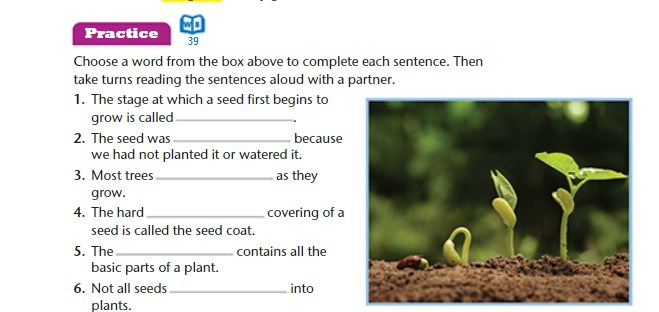 Practice
WB
39
Choose a word from the box above to complete each sentence. Then
take turns reading the sentences aloud with a partner.
1. The stage at which a seed first begins to
grow is called ____________.
2. The seed was ____________ because
we had not planted it or watered it.
3. Most trees ____________ as they
grow.
4. The hard ____________ covering of a
seed is called the seed coat.
5. The ____________ contains all the
basic parts of a plant.
6. Not all seeds ____________ into
plants.